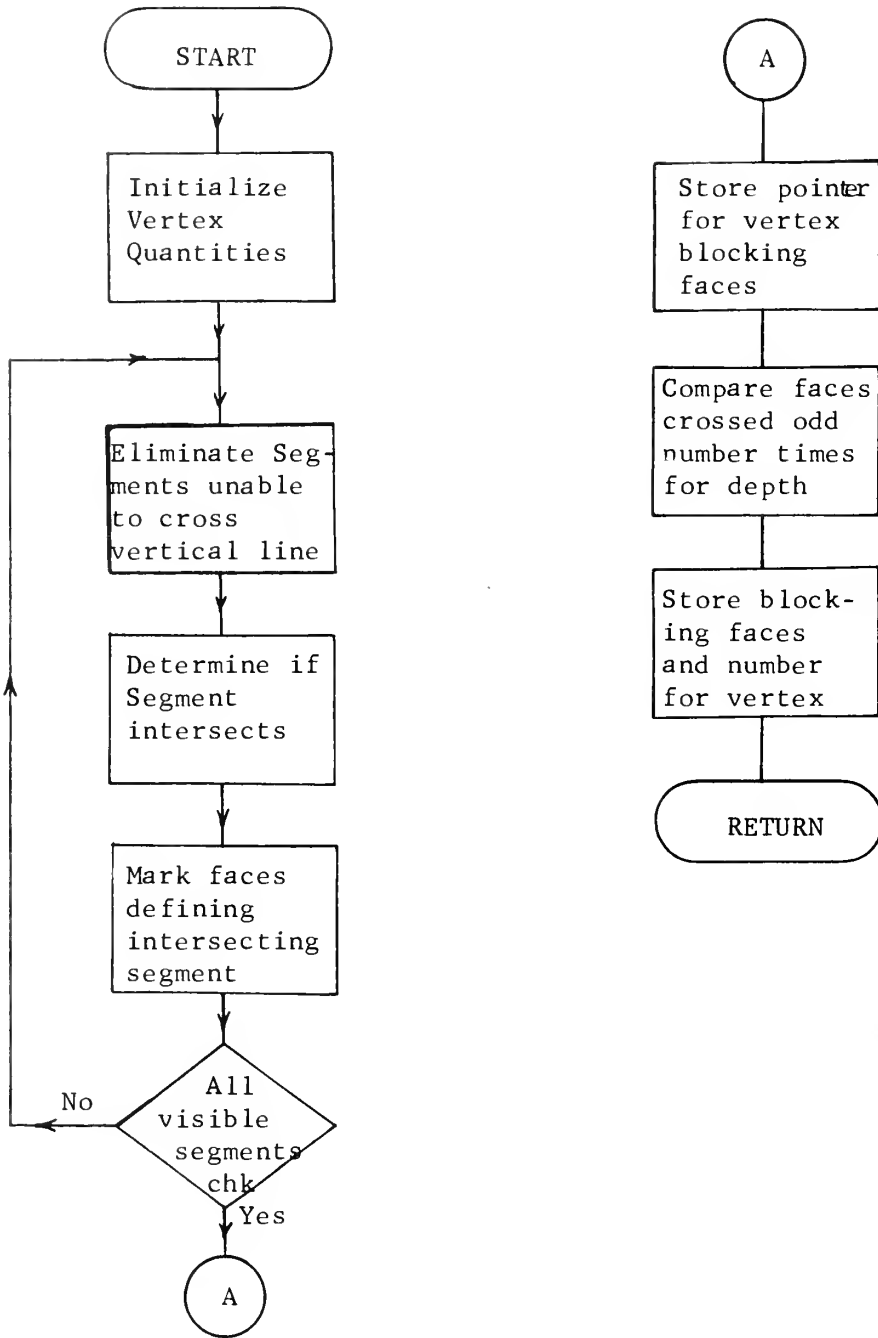 START
Initialize
Vertex
Quantities
Eliminate Seg-
ments unable
to cross
vertical line
Determine if
Segment
intersects
Mark faces
defining
intersecting
segment
All
visible
segments
chk
No
Yes
A
A
Store pointer
for vertex
blocking
faces
Compare faces
crossed odd
number times
for depth
Store block-
ing faces
and number
for vertex
RETURN